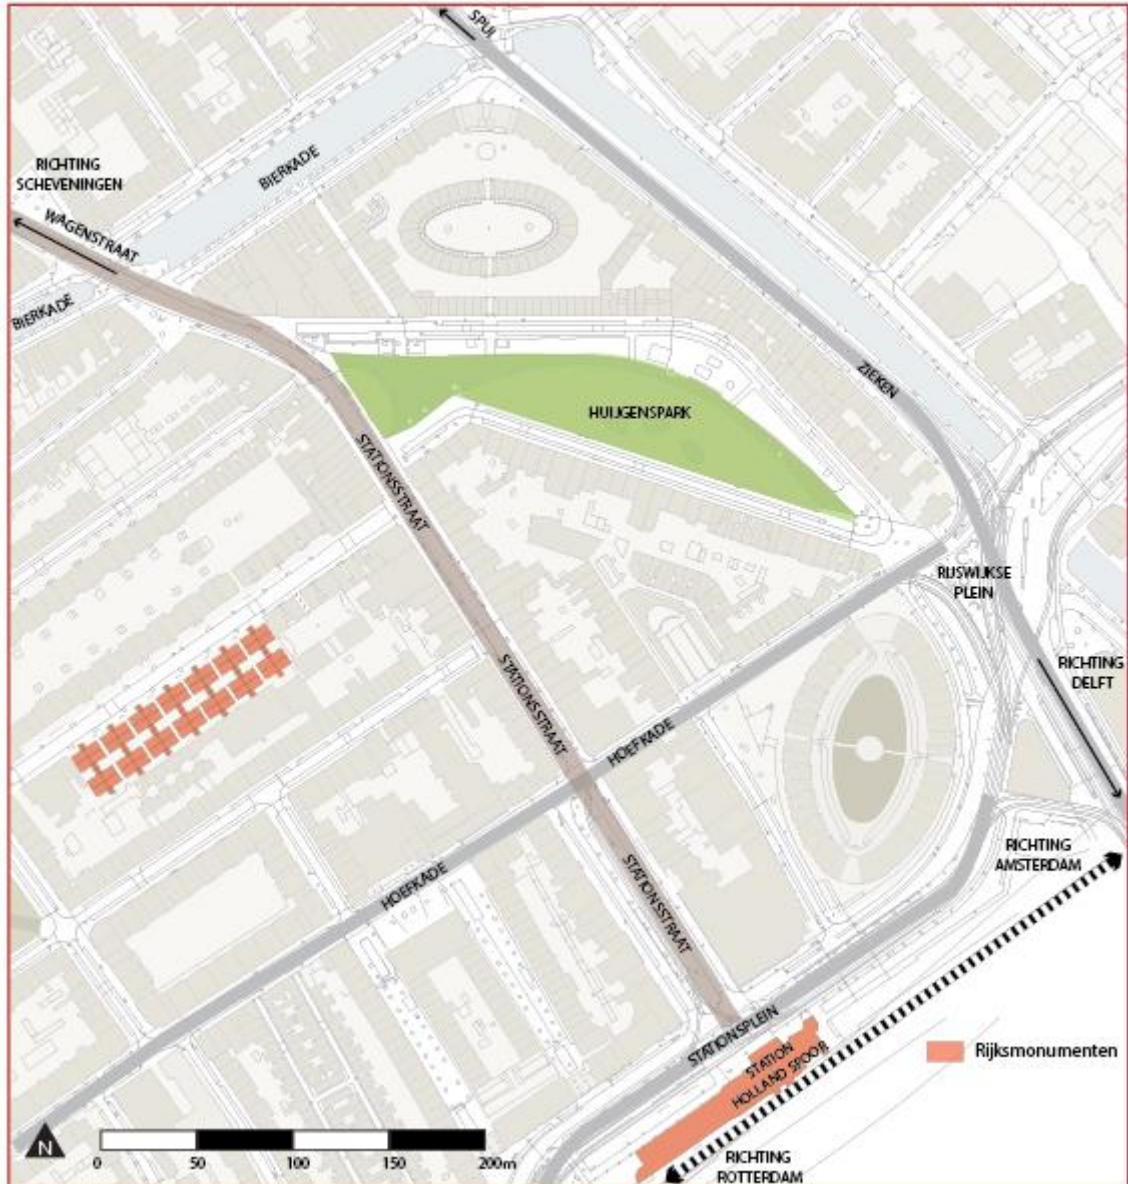 SPUI
RICHTING
SCHEVENINGEN
BIERKADE
WAGENSTRAAT
BIERKADE
ZIEKEN
HUIJGENSPARK
STATIONSSTRAAT
RIJSWIJKSE
PLEIN
RICHTING
DELFT
STATIONSSTRAAT
HOEFKADE
RICHTING
AMSTERDAM
HOEFKADE
STATIONSSTRAAT
STATIONSPLEIN
STATION
HOLLAND SPOOR
Rijksmonumenten
N
0 50 100 150 200m
RICHTING
ROTTERDAM